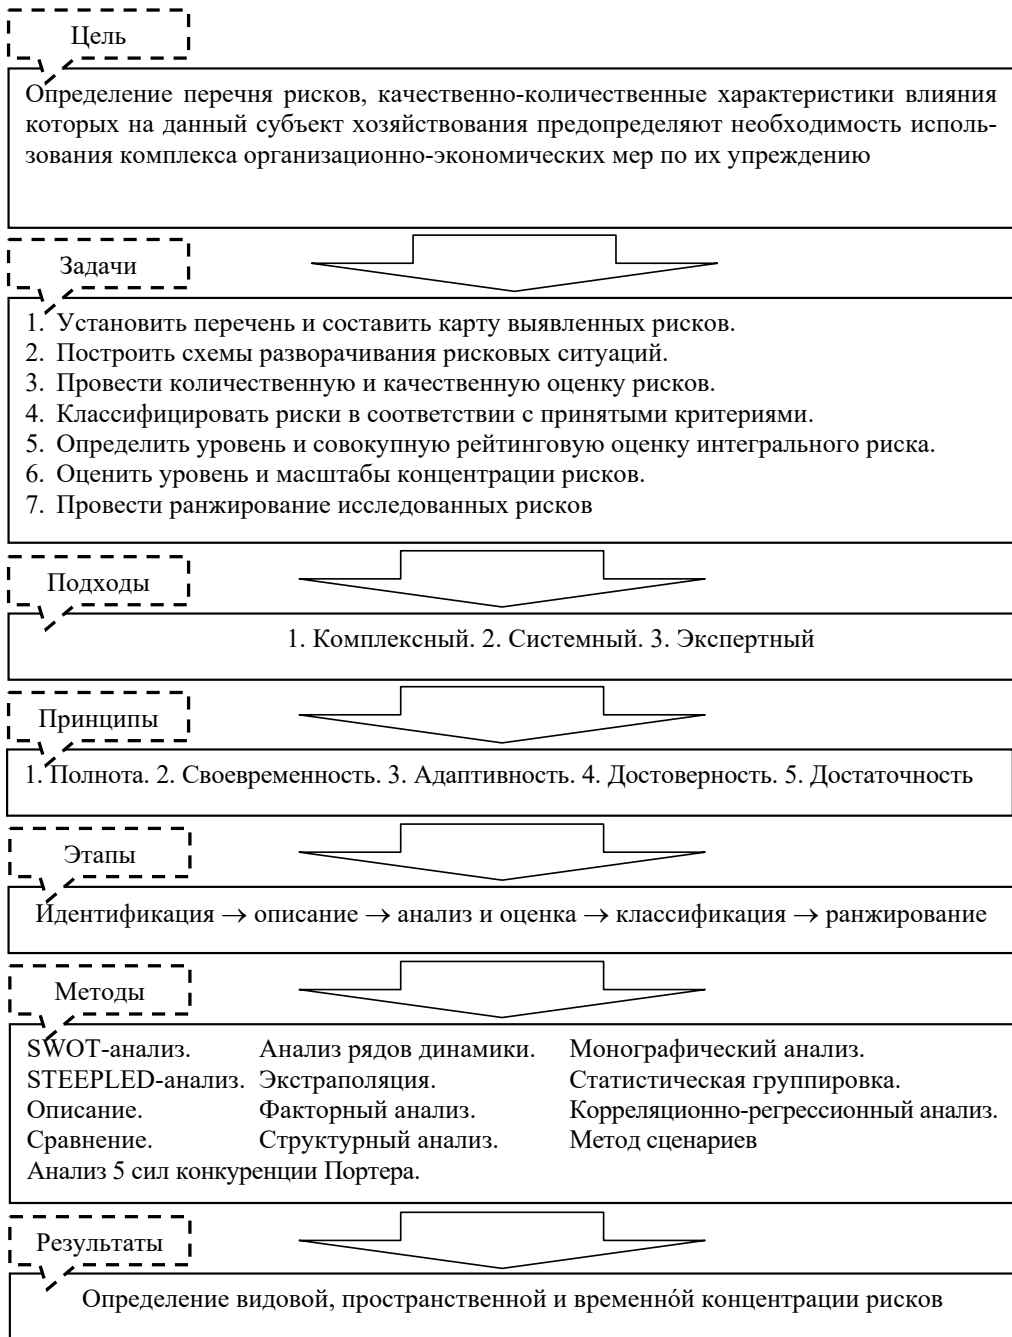 Цель
Определение перечня рисков, качественно-количественные характеристики влияния
которых на данный субъект хозяйствования предопределяют необходимость исполь-
зования комплекса организационно-экономических мер по их упреждению
Задачи
1. Установить перечень и составить карту выявленных рисков.
2. Построить схемы разворачивания рисковых ситуаций.
3. Провести количественную и качественную оценку рисков.
4. Классифицировать риски в соответствии с принятыми критериями.
5. Определить уровень и совокупную рейтинговую оценку интегрального риска.
6. Оценить уровень и масштабы концентрации рисков.
7. Провести ранжирование исследованных рисков
Подходы
1. Комплексный. 2. Системный. 3. Экспертный
Принципы
1. Полнота. 2. Своевременность. 3. Адаптивность. 4. Достоверность. 5. Достаточность
Этапы
Идентификация → описание → анализ и оценка → классификация → ранжирование
Методы
SWOT-анализ. Анализ рядов динамики. Монографический анализ.
STEEPLED-анализ. Экстраполяция. Статистическая группировка.
Описание. Факторный анализ. Корреляционно-регрессионный анализ.
Сравнение. Структурный анализ. Метод сценариев
Анализ 5 сил конкуренции Портера.
Результаты
Определение видовой, пространственной и временно́й концентрации рисков